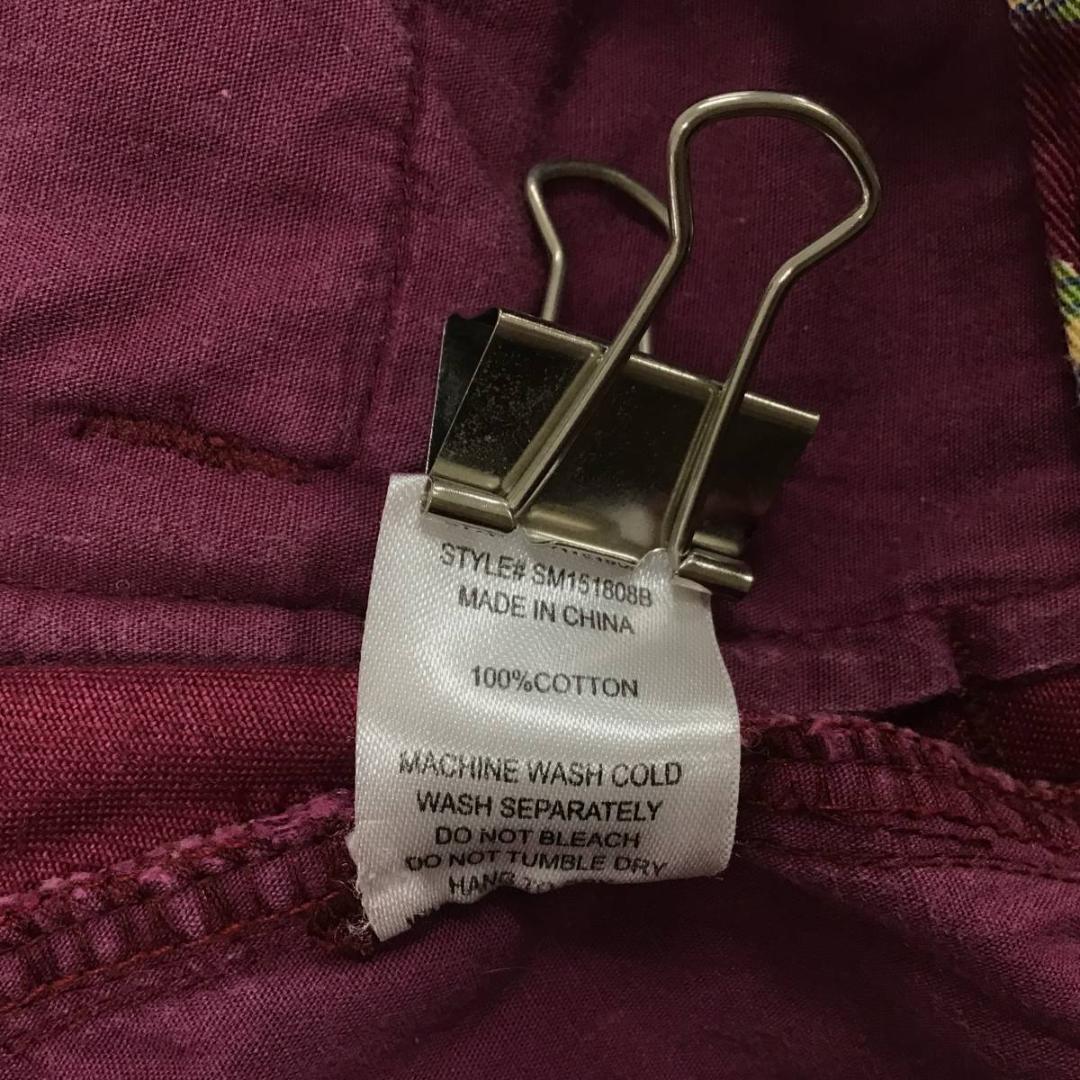 STYLE# SM151808B
MADE IN CHINA
100%COTTON
MACHINE WASH COLD
WASH SEPARATELY
DO NOT BLEACH
DO NOT TUMBLE DRY
HANG